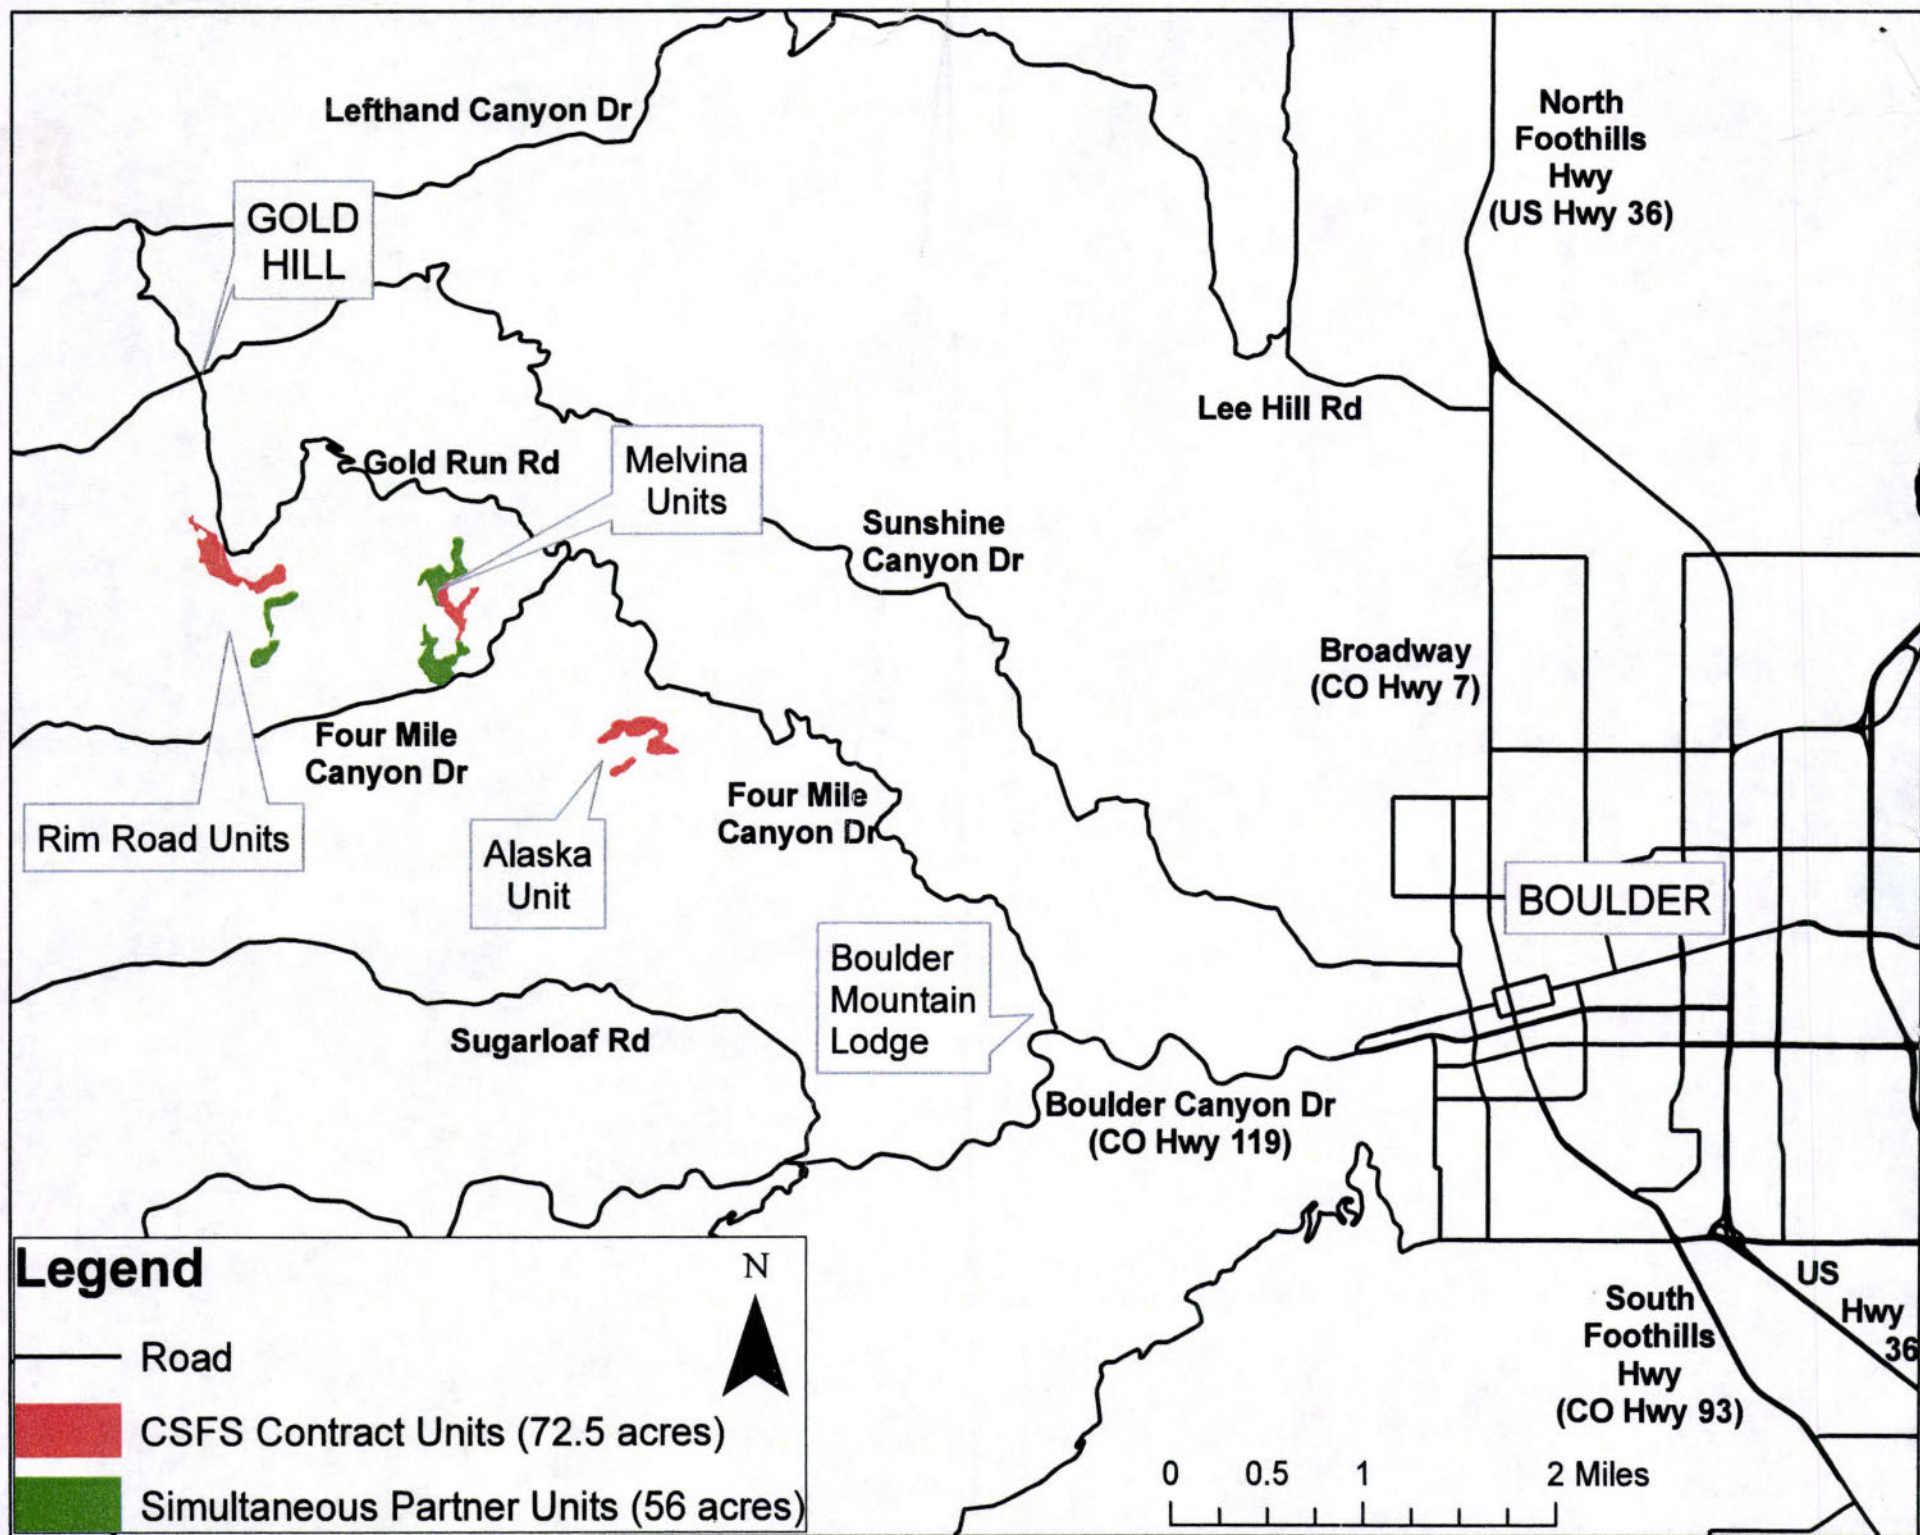 Lefthand Canyon Dr
North
Foothills
Hwy
(US Hwy 36)
GOLD
HILL
Lee Hill Rd
Gold Run Rd
Melvina
Units
Sunshine
Canyon Dr
Broadway
(CO Hwy 7)
Four Mile
Canyon Dr
Four Mile
Canyon Dr
Rim Road Units
Alaska
Unit
BOULDER
Boulder
Mountain
Lodge
Sugarloaf Rd
Boulder Canyon Dr
(CO Hwy 119)
US
Hwy
36
South
Foothills
Hwy
(CO Hwy 93)
Legend
N
Road
CSFS Contract Units (72.5 acres)
Simultaneous Partner Units (56 acres)
0 0.5 1 2 Miles